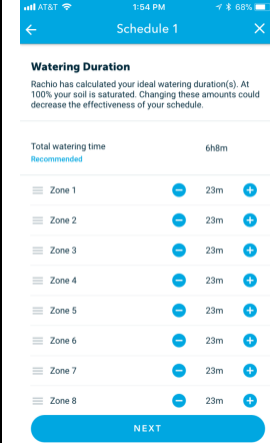 AT&T 1:54 PM 68%
Schedule 1
Watering Duration
Rachio has calculated your ideal watering duration(s). At
100% your soil is saturated. Changing these amounts could
decrease the effectiveness of your schedule.
Total watering time 6h8m
Recommended
Zone 1 23m
Zone 2 23m
Zone 3 23m
Zone 4 23m
Zone 5 23m
Zone 6 23m
Zone 7 23m
Zone 8 23m
NEXT